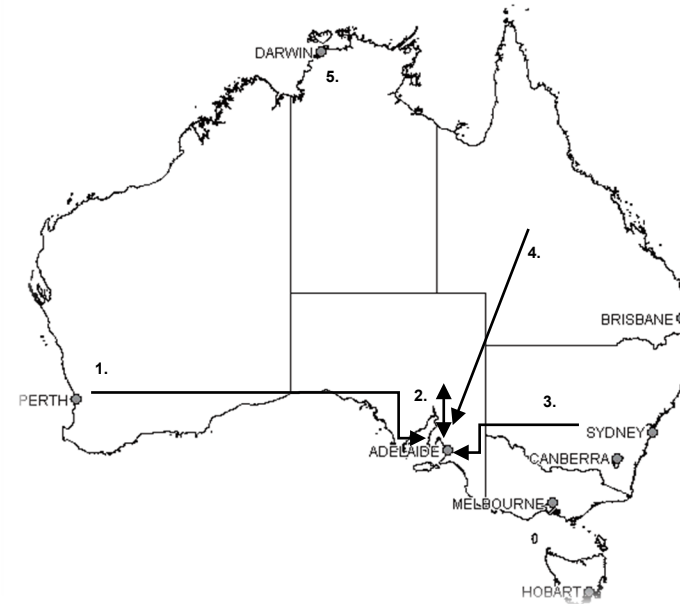 DARWIN
5.
4.
BRISBANE
1.
PERTH
2.
3.
SYDNEY
ADELAIDE
CANBERRA
MELBOURNE
HOBART